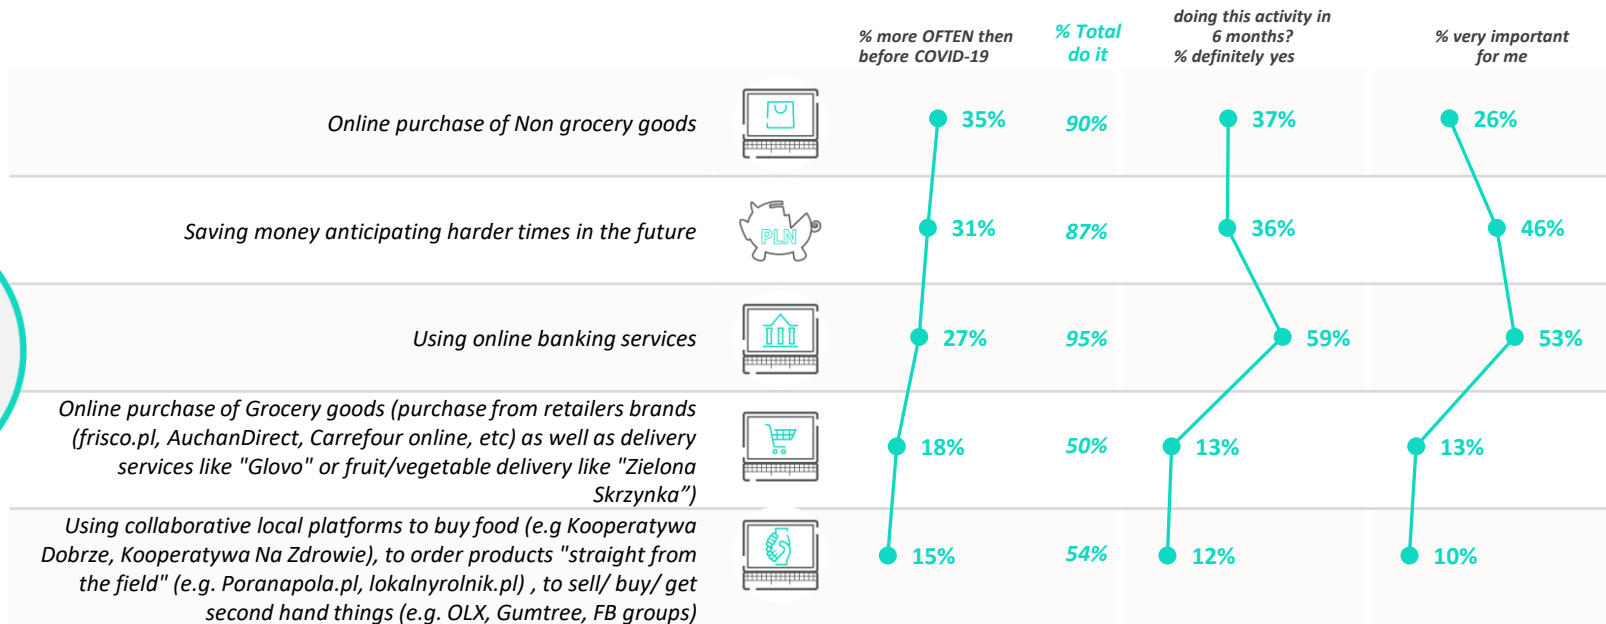 % more OFTEN then
before COVID-19
% Total
do it
doing this activity in
6 months?
% definitely yes
% very important
for me
Online purchase of Non grocery goods
35%
90%
37%
26%
Saving money anticipating harder times in the future
PLN
31%
87%
36%
46%
Using online banking services
27%
95%
59%
53%
Online purchase of Grocery goods (purchase from retailers brands
(frisco.pl, AuchanDirect, Carrefour online, etc) as well as delivery
services like "Glovo" or fruit/vegetable delivery like "Zielona
Skrzynka”)
18%
50%
13%
13%
Using collaborative local platforms to buy food (e.g Kooperatywa
Dobrze, Kooperatywa Na Zdrowie), to order products "straight from
the field" (e.g. Poranapola.pl, lokalnyrolnik.pl) , to sell/ buy/ get
second hand things (e.g. OLX, Gumtree, FB groups)
15%
54%
12%
10%